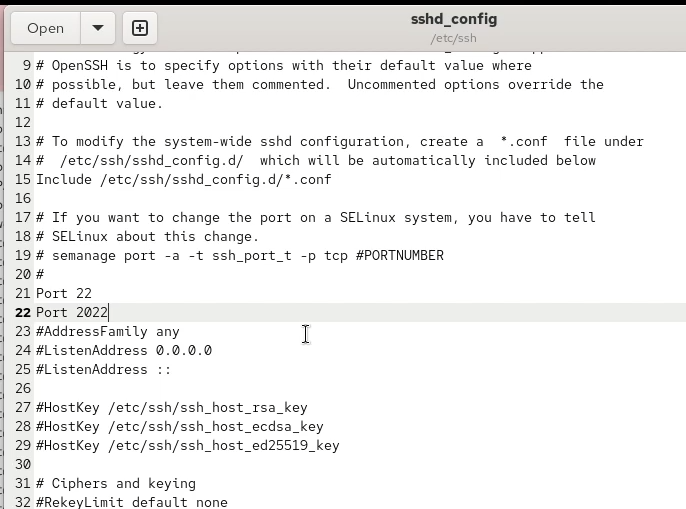 Open
sshd_config
/etc/ssh
9 # OpenSSH is to specify options with their default value where
10 # possible, but leave them commented.  Uncommented options override the
11 # default value.
12
13 # To modify the system-wide sshd configuration, create a  *.conf  file under
14 #  /etc/ssh/sshd_config.d/  which will be automatically included below
15 Include /etc/ssh/sshd_config.d/*.conf
16
17 # If you want to change the port on a SELinux system, you have to tell
18 # SELinux about this change.
19 # semanage port -a -t ssh_port_t -p tcp #PORTNUMBER
20 #
21 Port 22
22 Port 2022
23 #AddressFamily any
24 #ListenAddress 0.0.0.0
25 #ListenAddress ::
26
27 #HostKey /etc/ssh/ssh_host_rsa_key
28 #HostKey /etc/ssh/ssh_host_ecdsa_key
29 #HostKey /etc/ssh/ssh_host_ed25519_key
30
31 # Ciphers and keying
32 #RekeyLimit default none